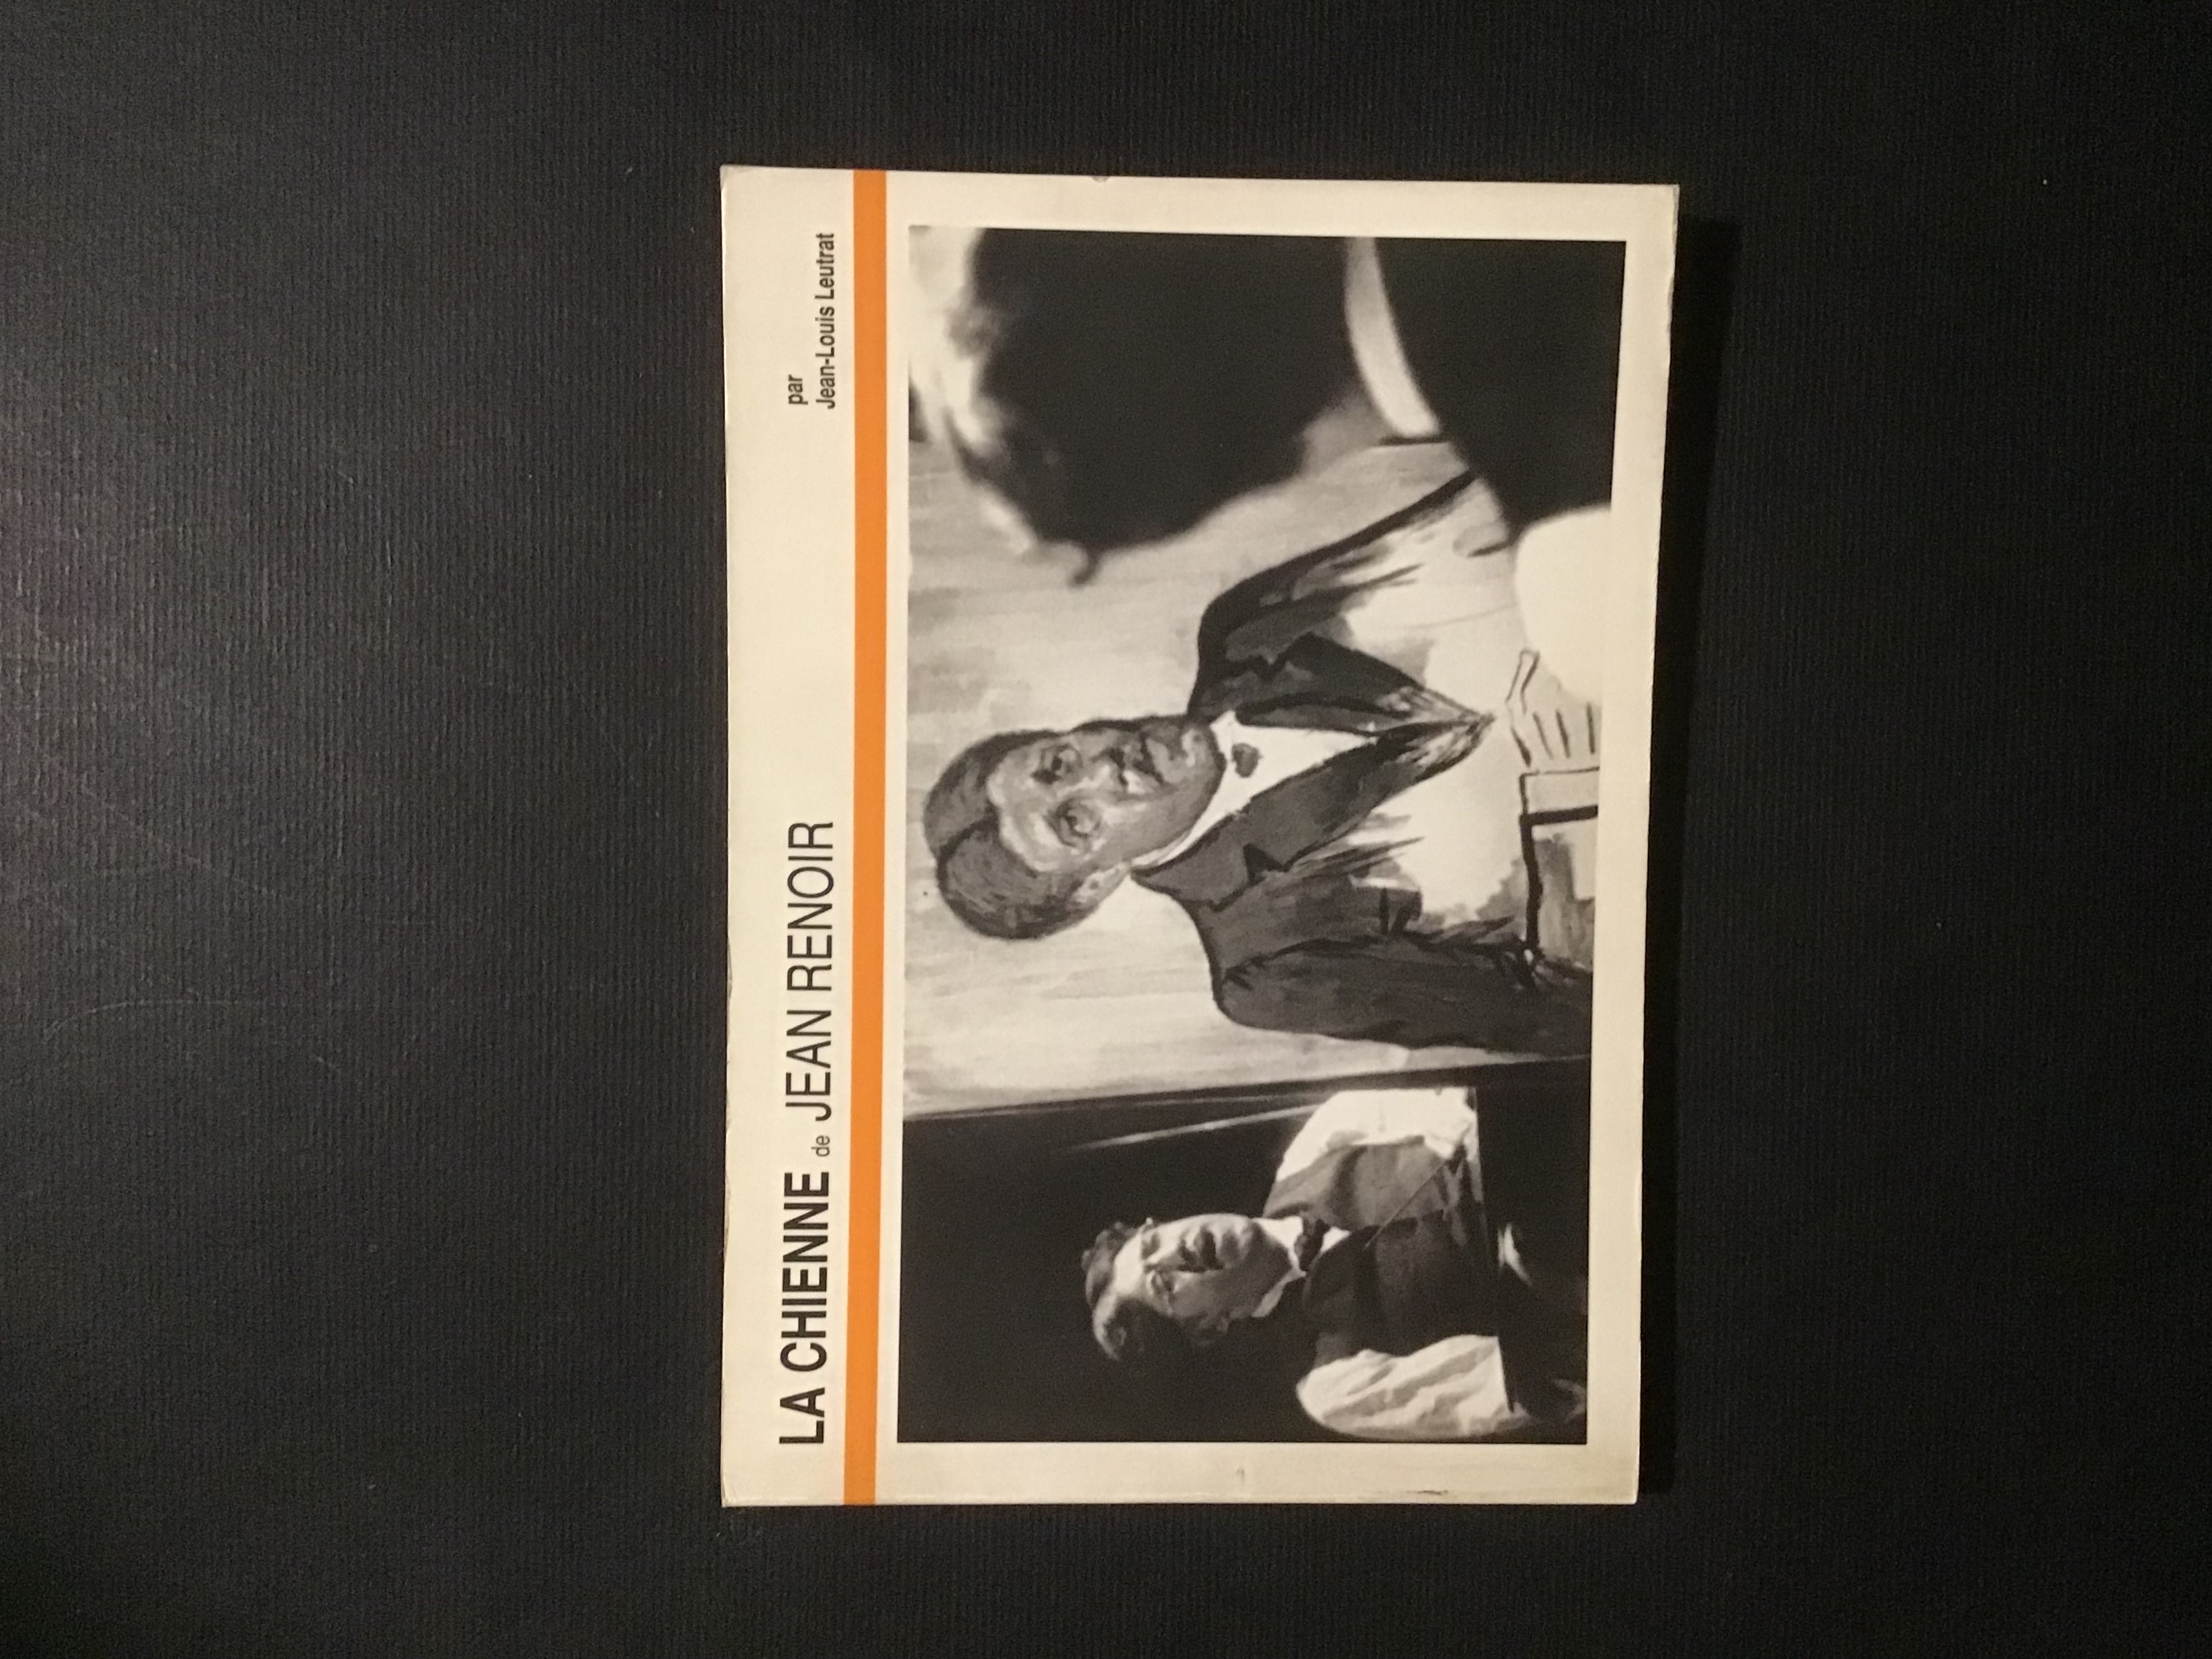 LA CHIENNE de JEAN RENOIR
par
Jean-Louis Leutrat